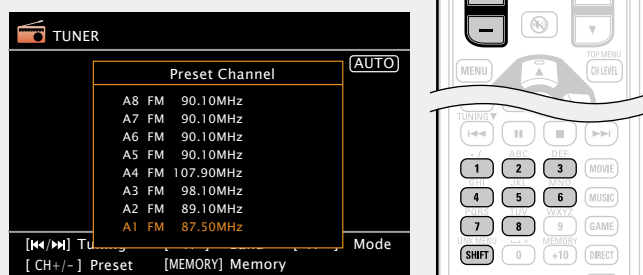 TUNER
AUTO
Preset Channel
A8 FM 90.10MHz
A7 FM 90.10MHz
A6 FM 90.10MHz
A5 FM 90.10MHz
A4 FM 107.90MHz
A3 FM 98.10MHz
A2 FM 89.10MHz
A1 FM 87.50MHz
[⏮/⏭] Mode
[ CH+/– ] Preset [MEMORY] Memory
TOP MENU
MENU CH LEVEL
TUNING▼
. / ABC DEF
1 2 3 MOVIE
GHI JKL MNO
4 5 6 MUSIC
PQRS TUV WXYZ
7 8 9 GAME
MEMORY
SHIFT 0 +10 DIRECT